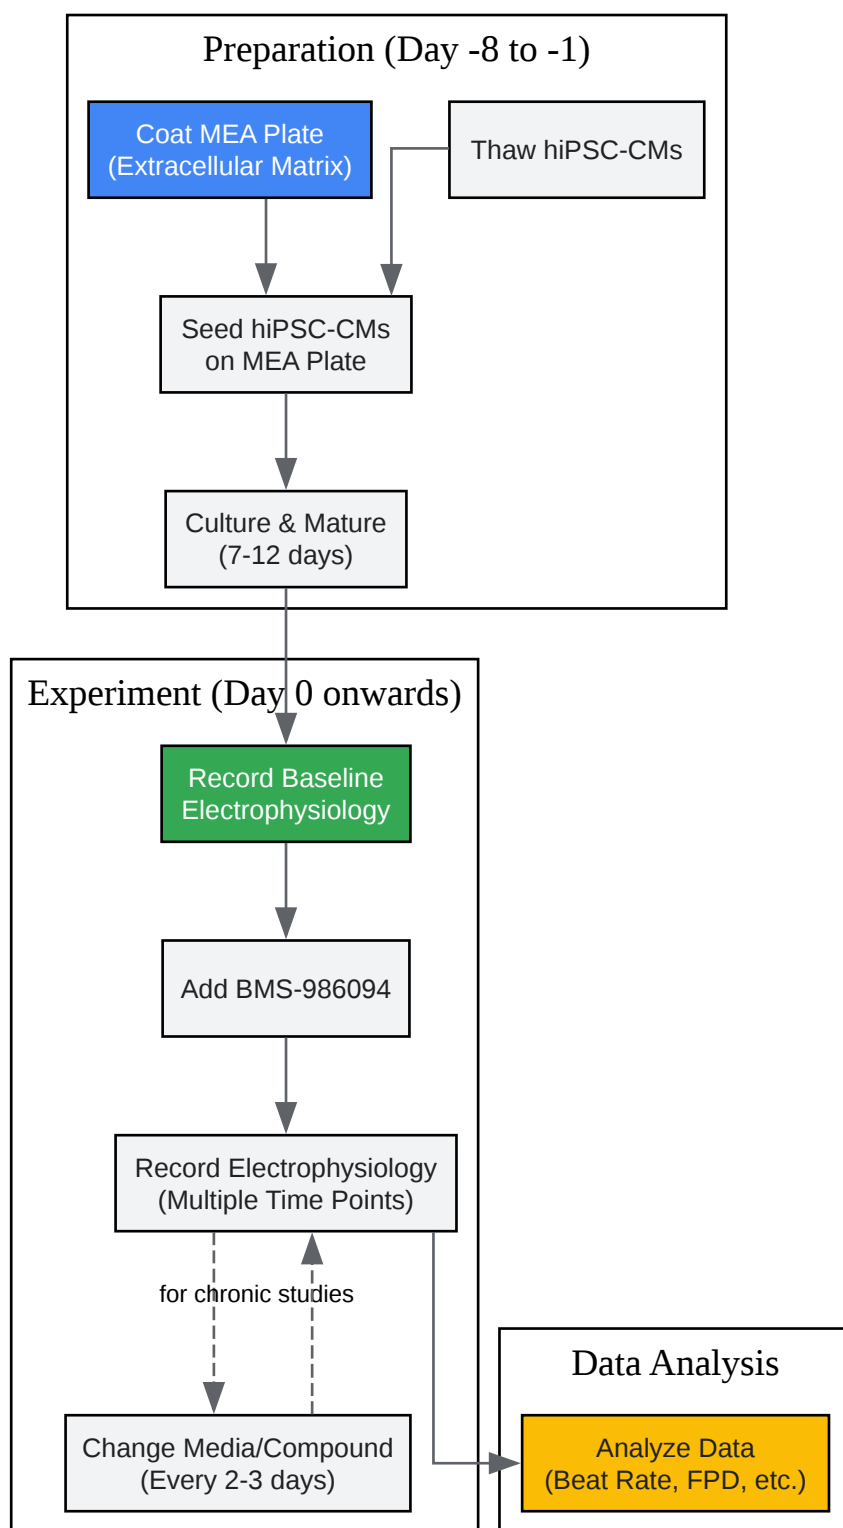 Preparation (Day -8 to -1)
Coat MEA Plate
(Extracellular Matrix)
Thaw hiPSC-CMs
Seed hiPSC-CMs
on MEA Plate
Culture & Mature
(7-12 days)
Experiment (Day 0 onwards)
Record Baseline
Electrophysiology
Add BMS-986094
Record Electrophysiology
(Multiple Time Points)
for chronic studies
Change Media/Compound
(Every 2-3 days)
Data Analysis
Analyze Data
(Beat Rate, FPD, etc.)